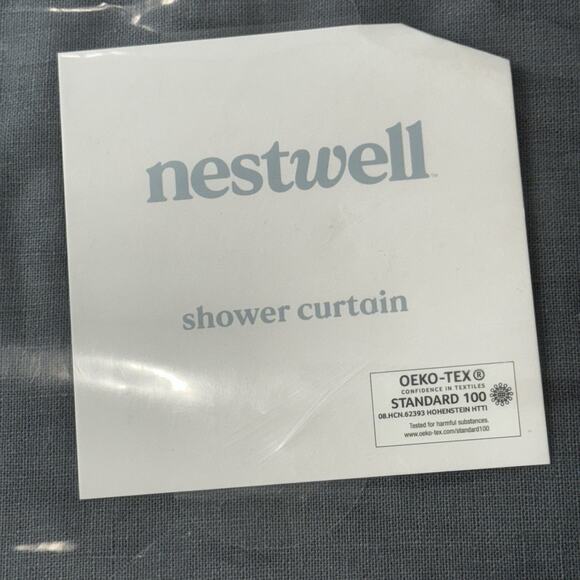 nestwell™
shower curtain
OEKO-TEX®
CONFIDENCE IN TEXTILES
STANDARD 100
08.HCN.62393 HOHENSTEIN HTTI
Tested for harmful substances.
www.oeko-tex.com/standard100